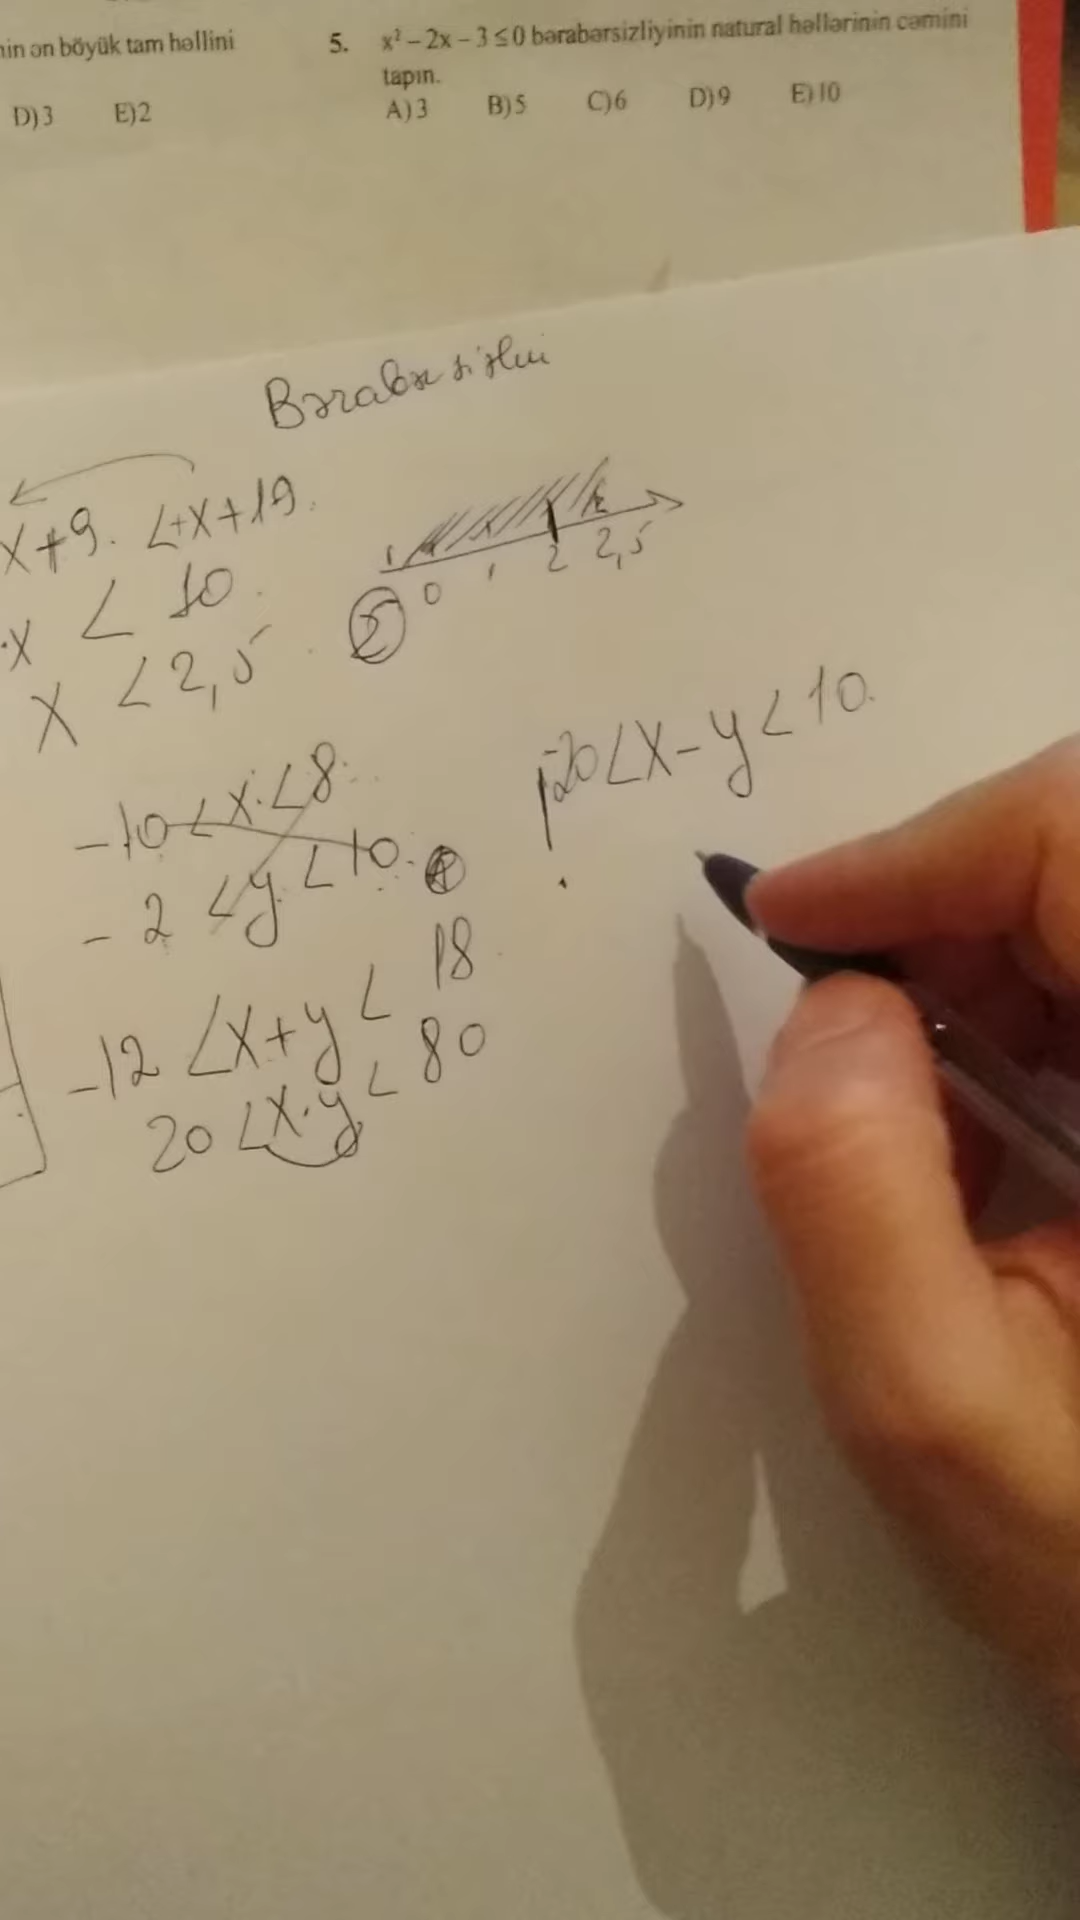 nin ən böyük tam həllini
D) 3 E) 2
5. x² – 2x – 3 ≤ 0 bərabərsizliyinin natural həllərinin cəmini
tapın.
A) 3 B) 5 C) 6 D) 9 E) 10
x+9. <+x+19.
x < 10.
x < 2,5
0 1 2 2,5
-10 < x < 8
-2 < y < 10.
-12 < x+y < 18
20 < x·y < 80
-20 < x-y < 10.